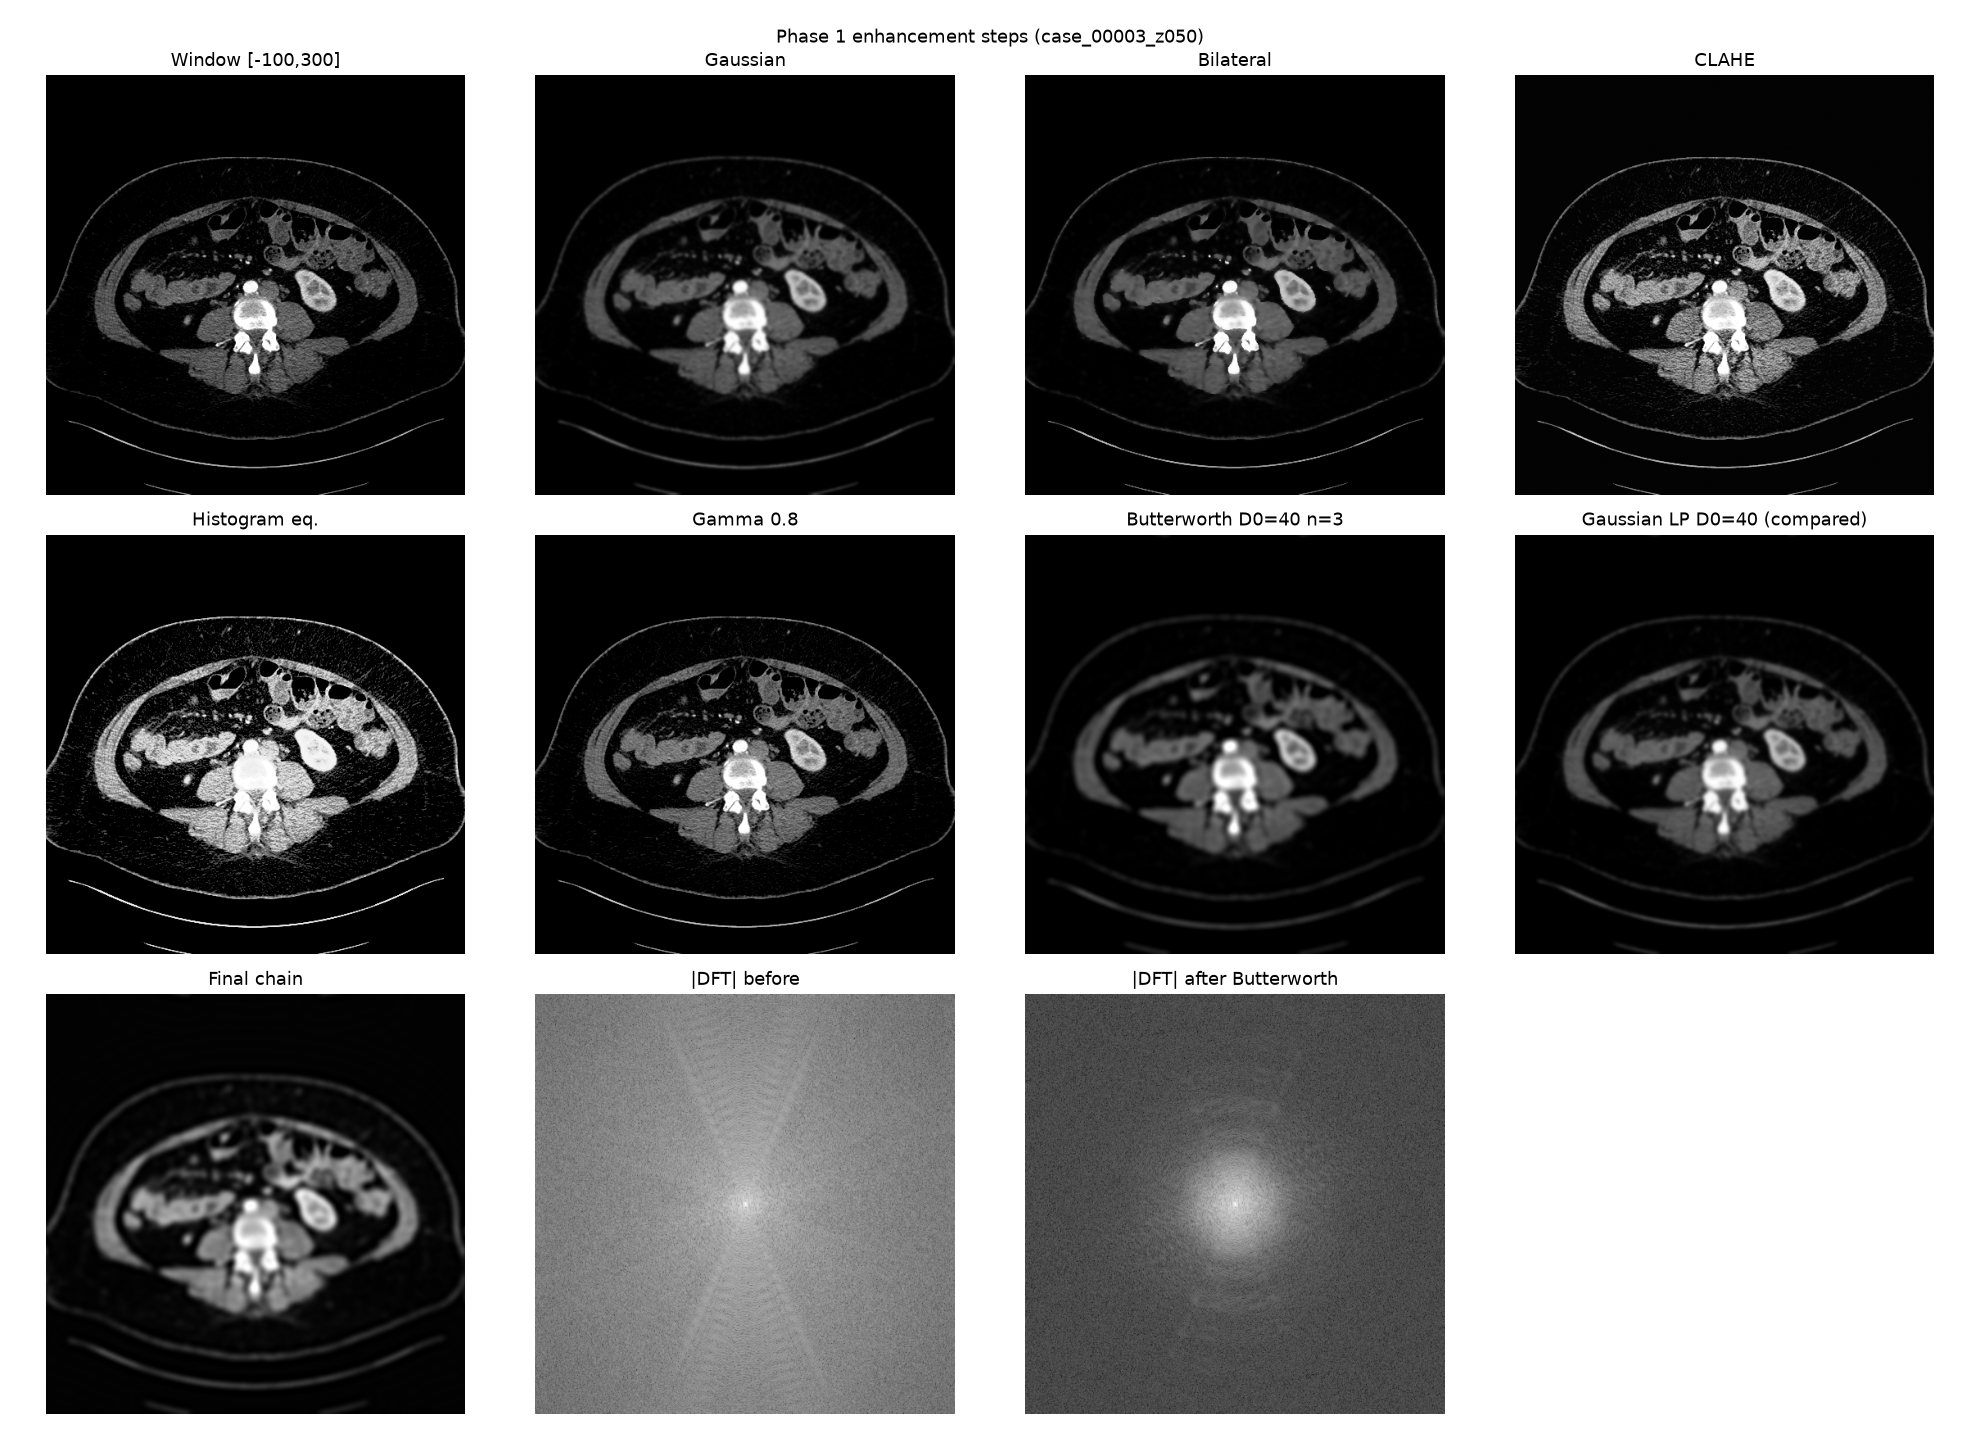 Phase 1 enhancement steps (case_00003_z050)
Window [-100,300]
Gaussian
Bilateral
CLAHE
Histogram eq.
Gamma 0.8
Butterworth D0=40 n=3
Gaussian LP D0=40 (compared)
Final chain
|DFT| before
|DFT| after Butterworth